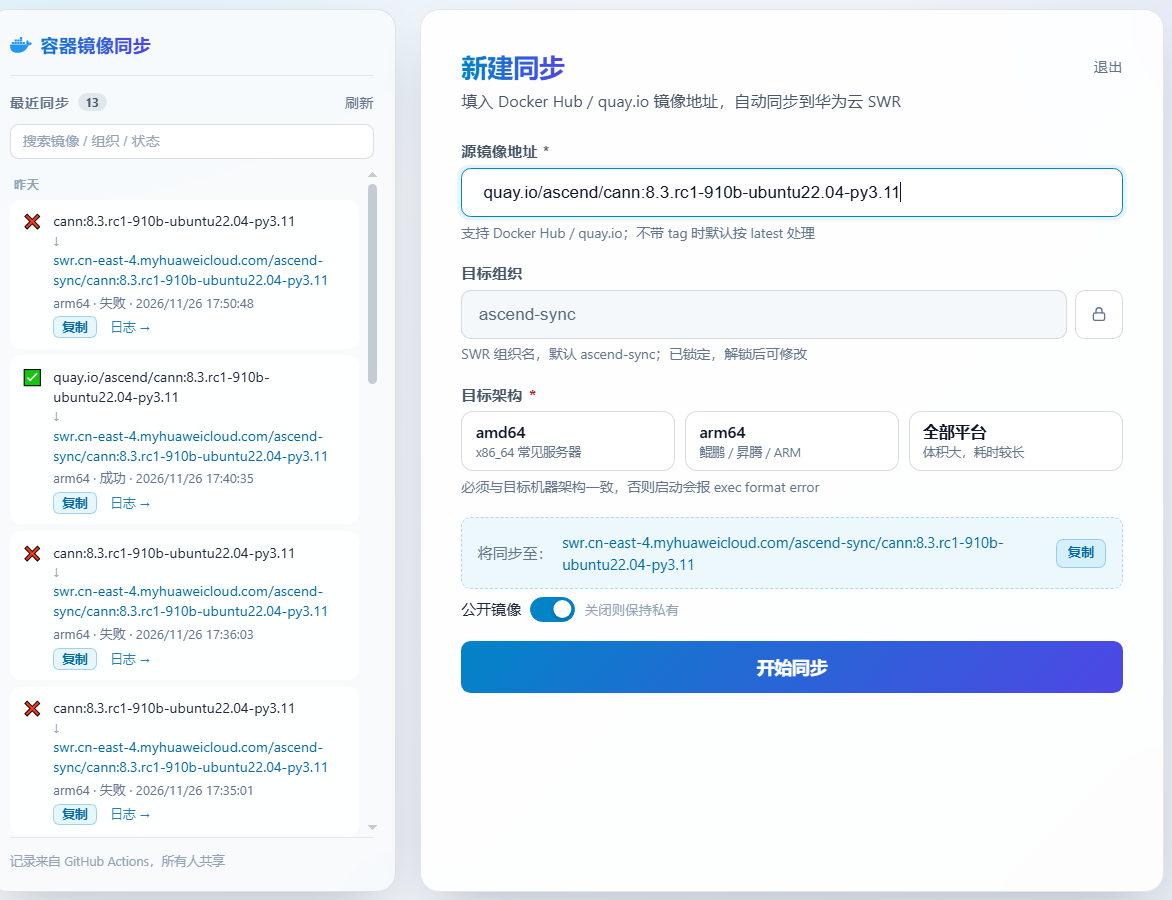 容器镜像同步
最近同步 13 刷新
搜索镜像 / 组织 / 状态
昨天
cann:8.3.rc1-910b-ubuntu22.04-py3.11
↓
swr.cn-east-4.myhuaweicloud.com/ascend-
sync/cann:8.3.rc1-910b-ubuntu22.04-py3.11
arm64 · 失败 · 2026/11/26 17:50:48
复制 日志 →
quay.io/ascend/cann:8.3.rc1-910b-
ubuntu22.04-py3.11
↓
swr.cn-east-4.myhuaweicloud.com/ascend-
sync/cann:8.3.rc1-910b-ubuntu22.04-py3.11
arm64 · 成功 · 2026/11/26 17:40:35
复制 日志 →
cann:8.3.rc1-910b-ubuntu22.04-py3.11
↓
swr.cn-east-4.myhuaweicloud.com/ascend-
sync/cann:8.3.rc1-910b-ubuntu22.04-py3.11
arm64 · 失败 · 2026/11/26 17:36:03
复制 日志 →
cann:8.3.rc1-910b-ubuntu22.04-py3.11
↓
swr.cn-east-4.myhuaweicloud.com/ascend-
sync/cann:8.3.rc1-910b-ubuntu22.04-py3.11
arm64 · 失败 · 2026/11/26 17:35:01
复制 日志 →
记录来自 GitHub Actions，所有人共享
新建同步
退出
填入 Docker Hub / quay.io 镜像地址，自动同步到华为云 SWR
源镜像地址 *
quay.io/ascend/cann:8.3.rc1-910b-ubuntu22.04-py3.11
支持 Docker Hub / quay.io；不带 tag 时默认按 latest 处理
目标组织
ascend-sync
SWR 组织名，默认 ascend-sync；已锁定，解锁后可修改
目标架构 *
amd64
x86_64 常见服务器
arm64
鲲鹏 / 昇腾 / ARM
全部平台
体积大，耗时较长
必须与目标机器架构一致，否则启动会报 exec format error
将同步至：
swr.cn-east-4.myhuaweicloud.com/ascend-sync/cann:8.3.rc1-910b-
ubuntu22.04-py3.11
复制
公开镜像 关闭则保持私有
开始同步